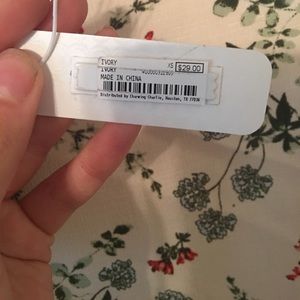 IVORY /S $29.00
IVORY
MADE IN CHINA
Distributed by Charming Charlie, Houston, TX 77036